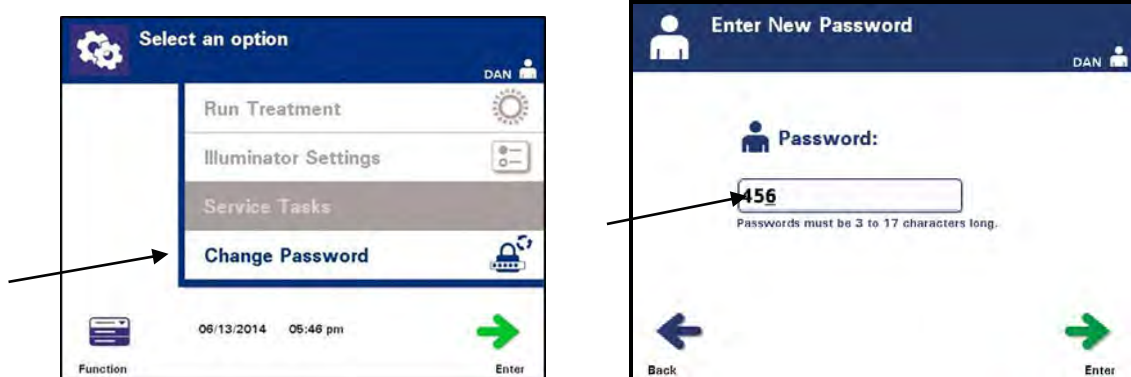 Select an option
DAN
Run Treatment
Illuminator Settings
Service Tasks
Change Password
06/13/2014 05:46 pm
Function
Enter
Enter New Password
DAN
Password:
456
Passwords must be 3 to 17 characters long.
Back
Enter